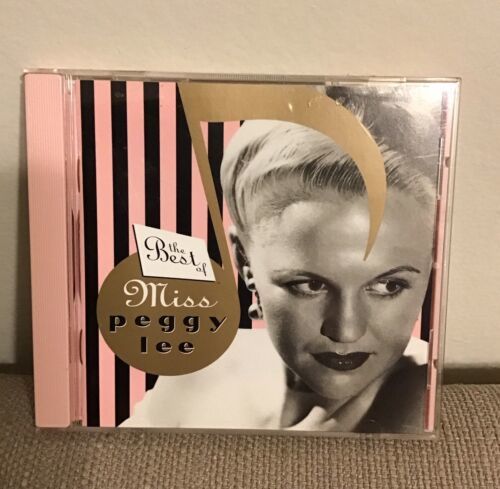 the
Best
of
Miss
peggy
lee